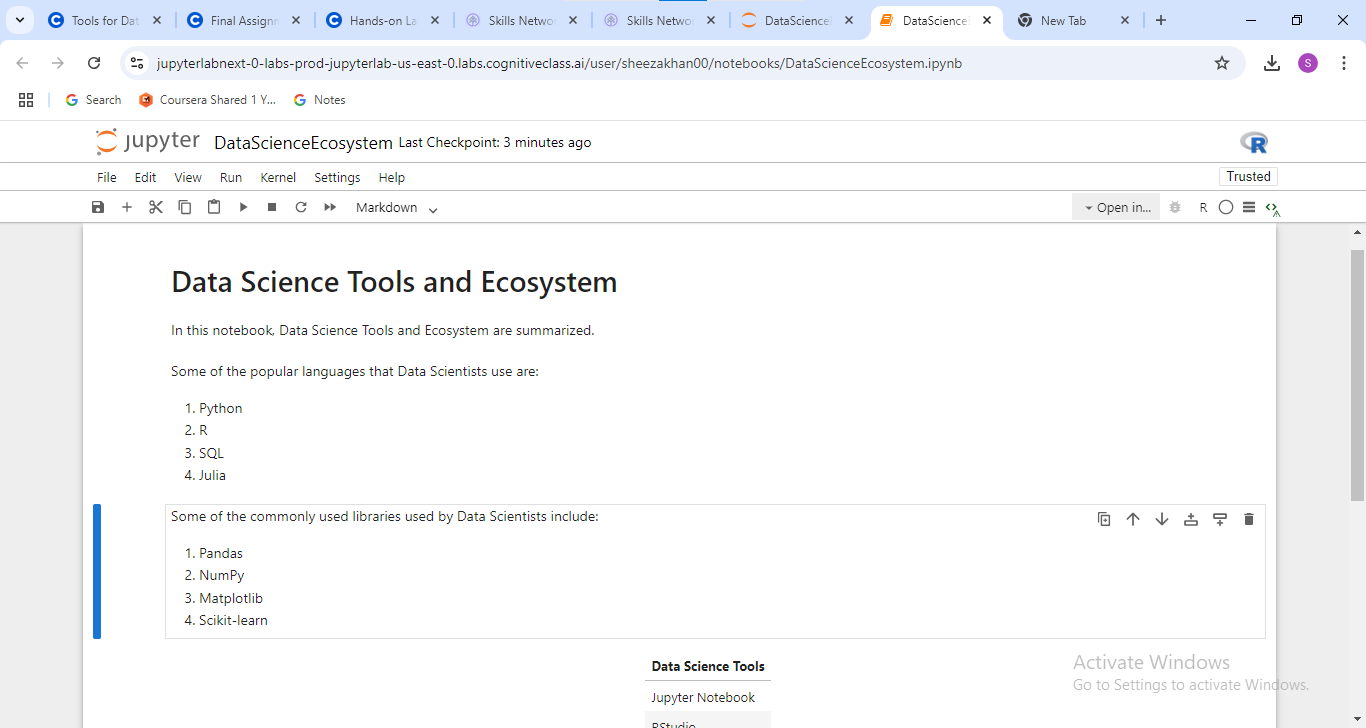 Tools for Dat
Final Assignn
Hands-on La
Skills Netwo
Skills Netwo
DataScienceE
DataScienceE
New Tab
jupyterlabnext-0-labs-prod-jupyterlab-us-east-0.labs.cognitiveclass.ai/user/sheezakhan00/notebooks/DataScienceEcosystem.ipynb
S
Search
Coursera Shared 1 Y...
Notes
jupyter DataScienceEcosystem Last Checkpoint: 3 minutes ago
R
File Edit View Run Kernel Settings Help
Trusted
Markdown
Open in...
R
Data Science Tools and Ecosystem
In this notebook, Data Science Tools and Ecosystem are summarized.
Some of the popular languages that Data Scientists use are:
1. Python
2. R
3. SQL
4. Julia
Some of the commonly used libraries used by Data Scientists include:
1. Pandas
2. NumPy
3. Matplotlib
4. Scikit-learn
Data Science Tools
Jupyter Notebook
RStudio
Activate Windows
Go to Settings to activate Windows.